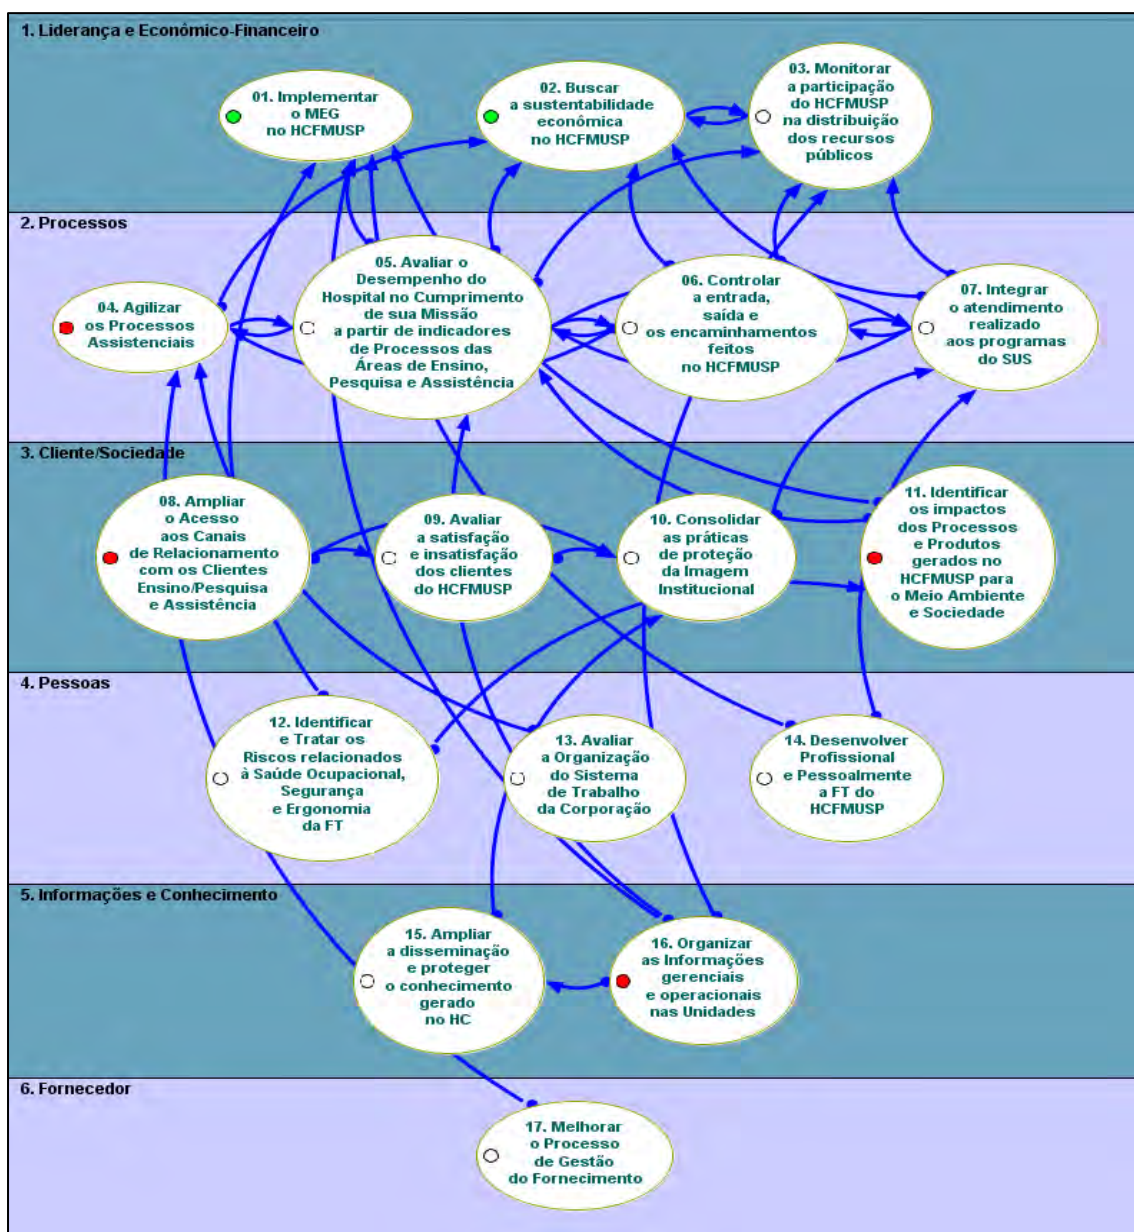 1. Liderança e Económico-Financeiro
01. Implementar
o MEG
no HCFMUSP
02. Buscar
a sustentabilidade
econômica
no HCFMUSP
03. Monitorar
a participação
do HCFMUSP
na distribuição
dos recursos
públicos
2. Processos
04. Agilizar
os Processos
Assistenciais
05. Avaliar o
Desempenho do
Hospital no Cumprimento
de sua Missão
a partir de indicadores
de Processos das
Áreas de Ensino,
Pesquisa e Assistência
06. Controlar
a entrada,
saída e
os encaminhamentos
feitos
no HCFMUSP
07. Integrar
o atendimento
realizado
aos programas
do SUS
3. Cliente/Sociedade
08. Ampliar
o Acesso
aos Canais
de Relacionamento
com os Clientes
Ensino/Pesquisa
e Assistência
09. Avaliar
a satisfação
e insatisfação
dos clientes
do HCFMUSP
10. Consolidar
as práticas
de proteção
da Imagem
Institucional
11. Identificar
os impactos
dos Processos
e Produtos
gerados no
HCFMUSP para
o Meio Ambiente
e Sociedade
4. Pessoas
12. Identificar
e Tratar os
Riscos relacionados
à Saúde Ocupacional,
Segurança
e Ergonomia
da FT
13. Avaliar
a Organização
do Sistema
de Trabalho
da Corporação
14. Desenvolver
Profissional
e Pessoalmente
a FT do
HCFMUSP
5. Informações e Conhecimento
15. Ampliar
a disseminação
e proteger
o conhecimento
gerado
no HC
16. Organizar
as Informações
gerenciais
e operacionais
nas Unidades
6. Fornecedor
17. Melhorar
o Processo
de Gestão
do Fornecimento